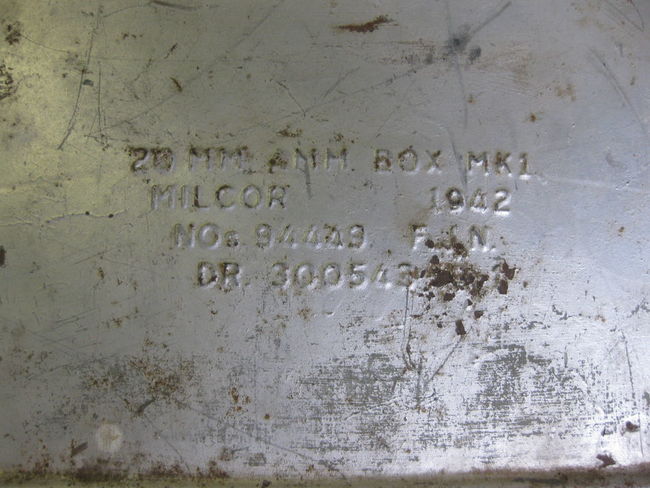 20 MM. AMM. BOX MK1.
MILCOR 1942
NOs 94449. F.J.N.
DR. 300543